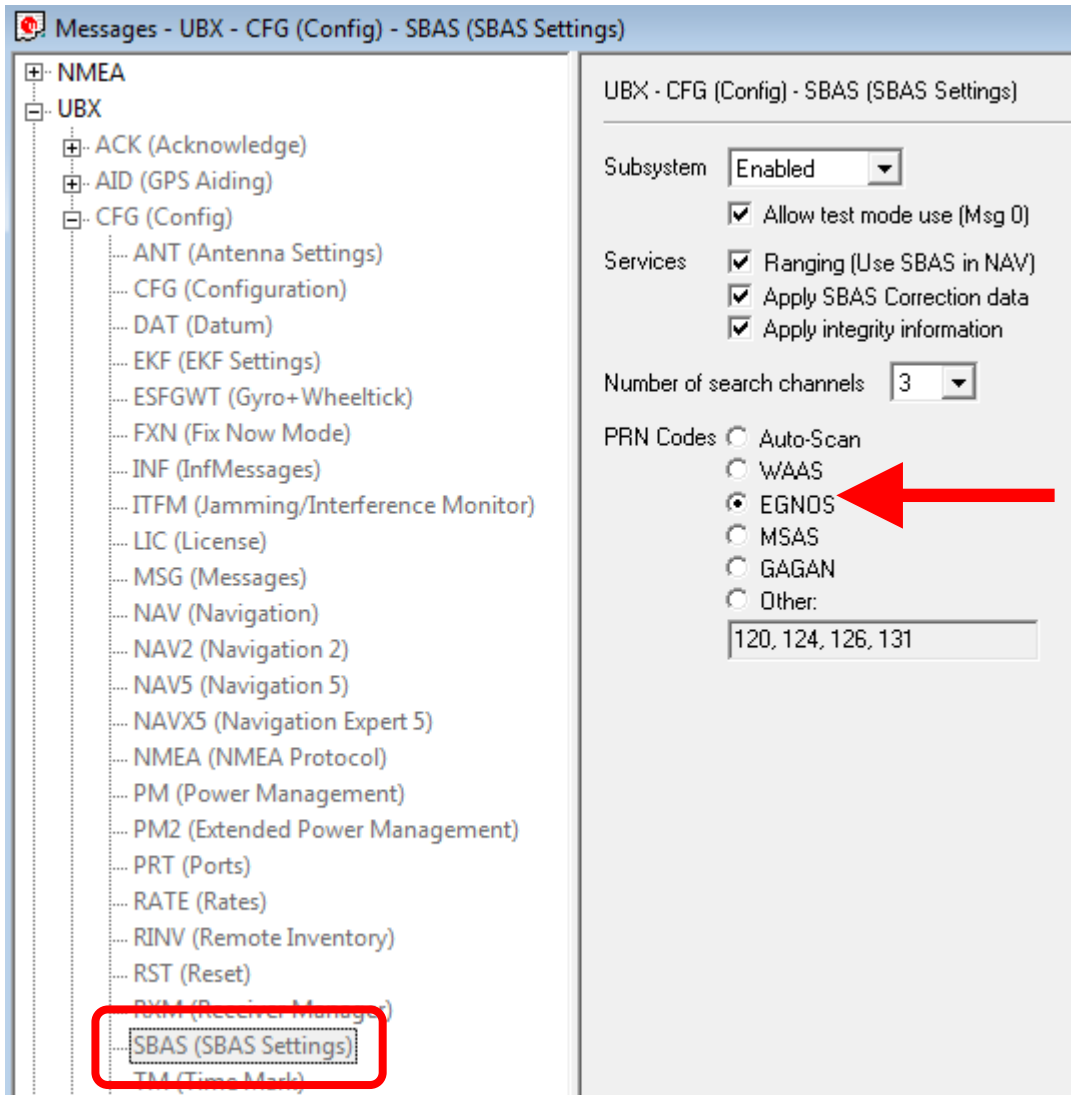 Messages - UBX - CFG (Config) - SBAS (SBAS Settings)
NMEA
UBX
ACK (Acknowledge)
AID (GPS Aiding)
CFG (Config)
ANT (Antenna Settings)
CFG (Configuration)
DAT (Datum)
EKF (EKF Settings)
ESFGWT (Gyro+Wheeltick)
FXN (Fix Now Mode)
INF (InfMessages)
ITFM (Jamming/Interference Monitor)
LIC (License)
MSG (Messages)
NAV (Navigation)
NAV2 (Navigation 2)
NAV5 (Navigation 5)
NAVX5 (Navigation Expert 5)
NMEA (NMEA Protocol)
PM (Power Management)
PM2 (Extended Power Management)
PRT (Ports)
RATE (Rates)
RINV (Remote Inventory)
RST (Reset)
RXM (Receiver Manager)
SBAS (SBAS Settings)
TM (Time Mark)
UBX - CFG (Config) - SBAS (SBAS Settings)
Subsystem Enabled
Allow test mode use (Msg 0)
Services Ranging (Use SBAS in NAV)
Apply SBAS Correction data
Apply integrity information
Number of search channels 3
PRN Codes Auto-Scan
WAAS
EGNOS
MSAS
GAGAN
Other:
120, 124, 126, 131